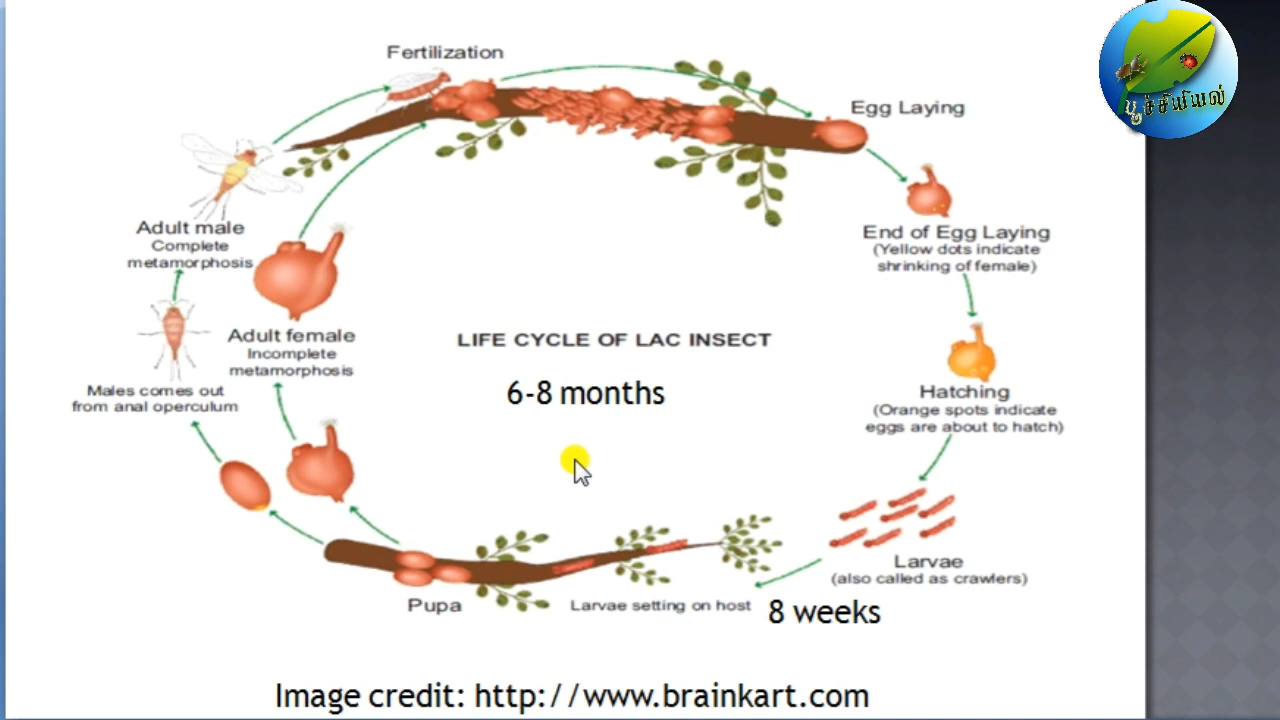 பூச்சியியல்
Fertilization
Egg Laying
Adult male
Complete
metamorphosis
End of Egg Laying
(Yellow dots indicate
shrinking of female)
Adult female
Incomplete
metamorphosis
LIFE CYCLE OF LAC INSECT
6-8 months
Males comes out
from anal operculum
Hatching
(Orange spots indicate
eggs are about to hatch)
Larvae
(also called as crawlers)
Pupa
Larvae setting on host
8 weeks
Image credit: http://www.brainkart.com